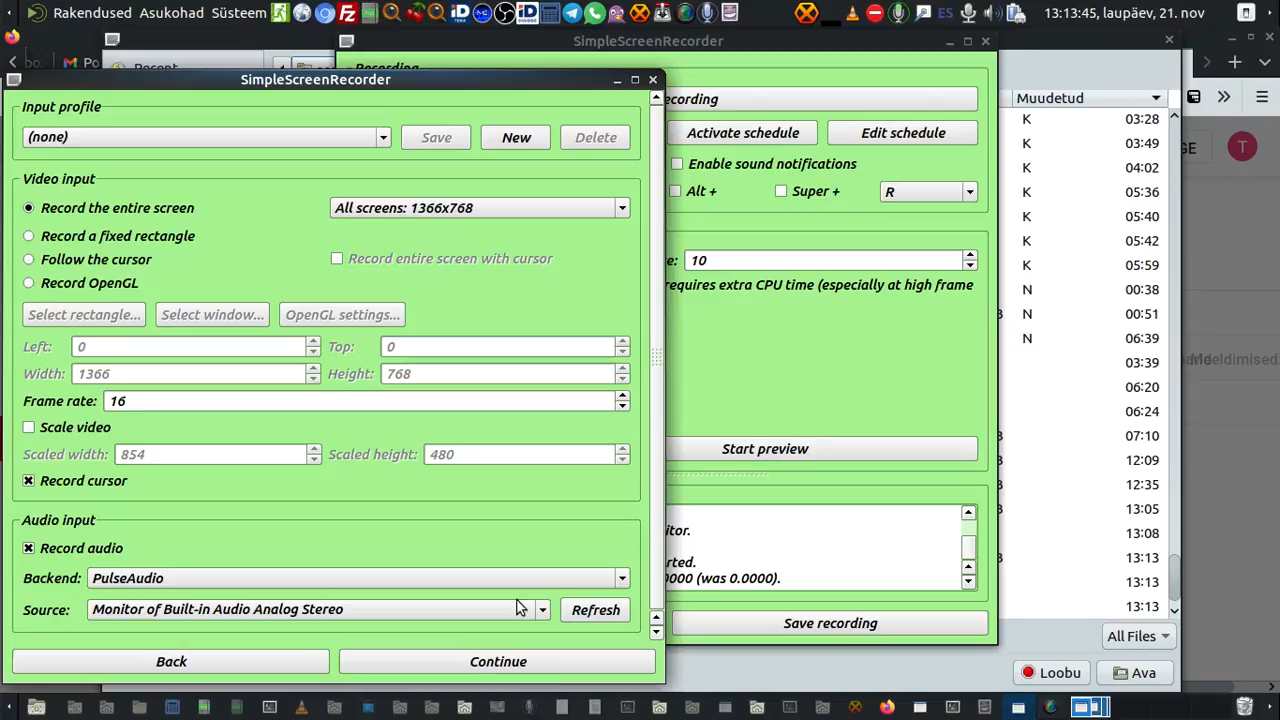 Rakendused Asukohad Süsteem
ES
13:13:45, laupäev, 21. nov
SimpleScreenRecorder
Po
Recent
Recording
SimpleScreenRecorder
Input profile
(none)
Save
New
Delete
Video input
Record the entire screen
All screens: 1366x768
Record a fixed rectangle
Follow the cursor
Record entire screen with cursor
Record OpenGL
Select rectangle...
Select window...
OpenGL settings...
Left: 0
Top: 0
Width: 1366
Height: 768
Frame rate: 16
Scale video
Scaled width: 854
Scaled height: 480
Record cursor
Audio input
Record audio
Backend: PulseAudio
Source: Monitor of Built-in Audio Analog Stereo
Refresh
Back
Continue
ecording
Activate schedule
Edit schedule
Enable sound notifications
Alt +
Super +
R
e: 10
requires extra CPU time (especially at high frame
Start preview
itor.
rted.
0000 (was 0.0000).
Save recording
Muudetud
K 03:28
K 03:49
K 04:02
K 05:36
K 05:40
K 05:42
K 05:59
N 00:38
N 00:51
N 06:39
03:39
06:20
06:24
07:10
12:09
12:35
13:05
13:08
13:13
13:13
13:13
All Files
Loobu
Ava
GE
T